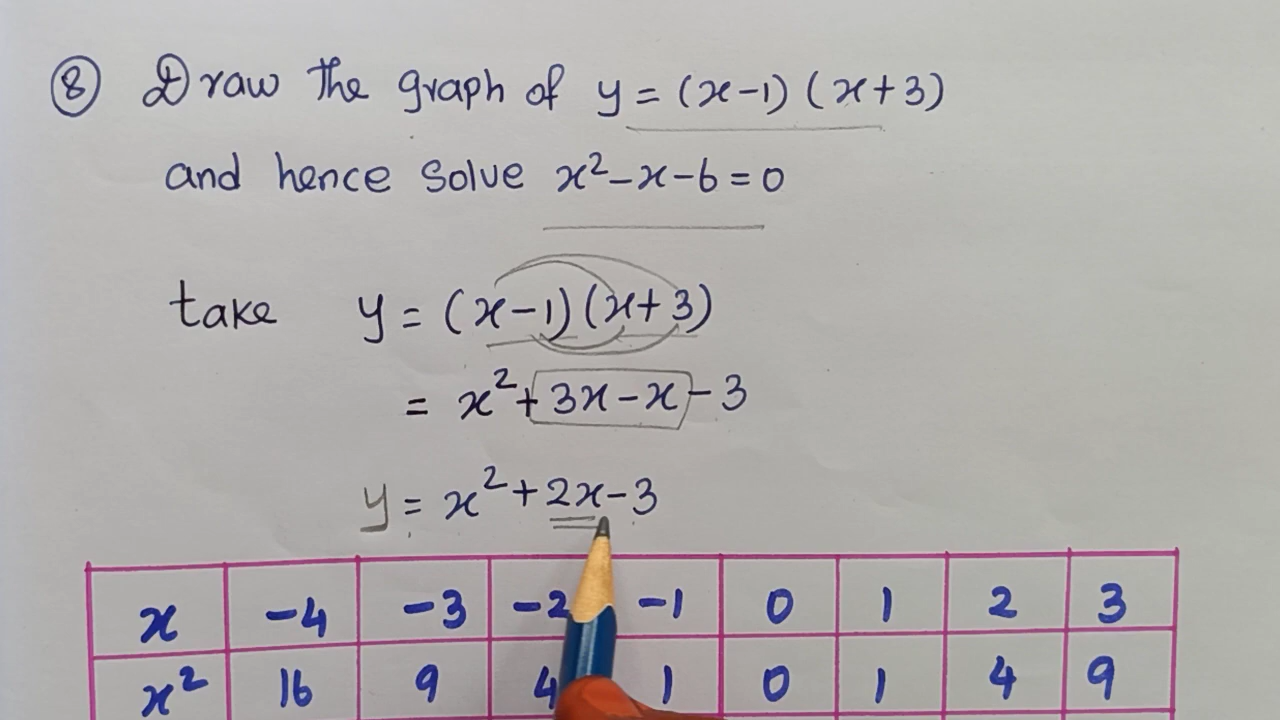 ⑧ Draw the graph of y = (x-1) (x+3)
and hence solve x²-x-6=0
take y = (x-1)(x+3)
= x²+3x-x-3
y = x²+2x-3
x -4 -3 -2 -1 0 1 2 3
x² 16 9 4 1 0 1 4 9